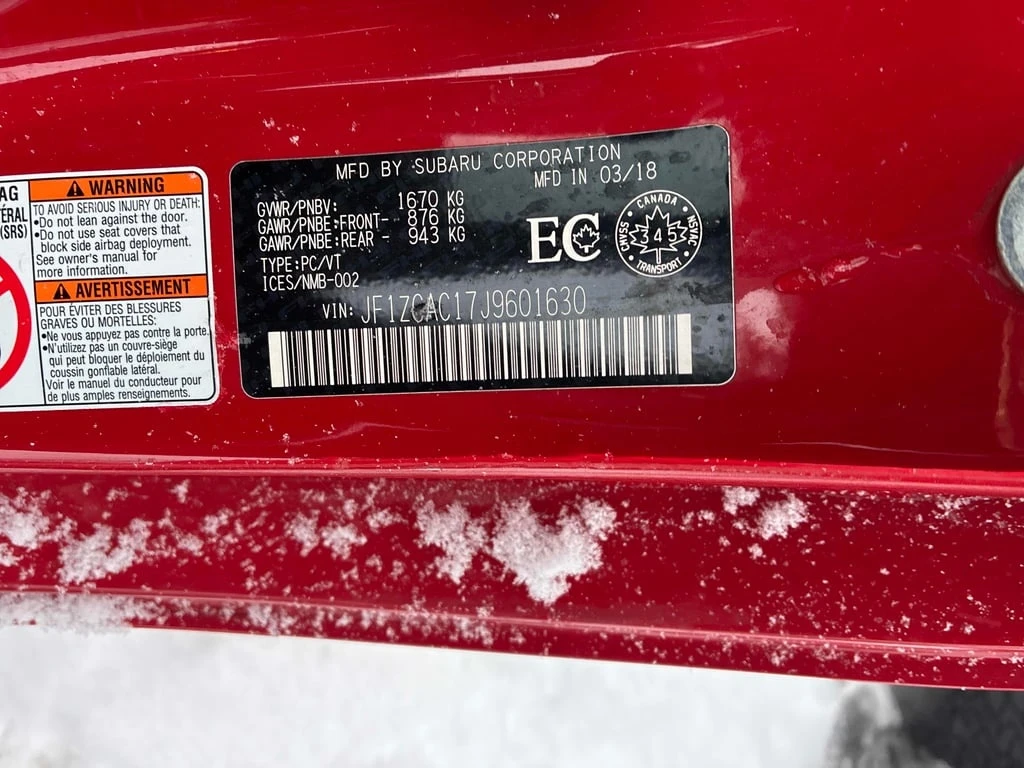 AG
ÉRAL
(SRS)
WARNING
TO AVOID SERIOUS INJURY OR DEATH:
•Do not lean against the door.
•Do not use seat covers that
block side airbag deployment.
See owner's manual for
more information.
AVERTISSEMENT
POUR ÉVITER DES BLESSURES
GRAVES OU MORTELLES:
•Ne vous appuyez pas contre la porte.
•N'utilizez pas un couvre-siège
qui peut bloquer le déploiement du
coussin gonflable latéral.
Voir le manuel du conducteur pour
de plus amples renseignements.
MFD BY SUBARU CORPORATION
MFD IN 03/18
GVWR/PNBV: 1670 KG
GAWR/PNBE:FRONT- 876 KG
GAWR/PNBE:REAR - 943 KG
TYPE:PC/VT
ICES/NMB-002
EC
CANADA
CMVSS
345
NSVAC
TRANSPORT
VIN: JF1ZCAC17J9601630